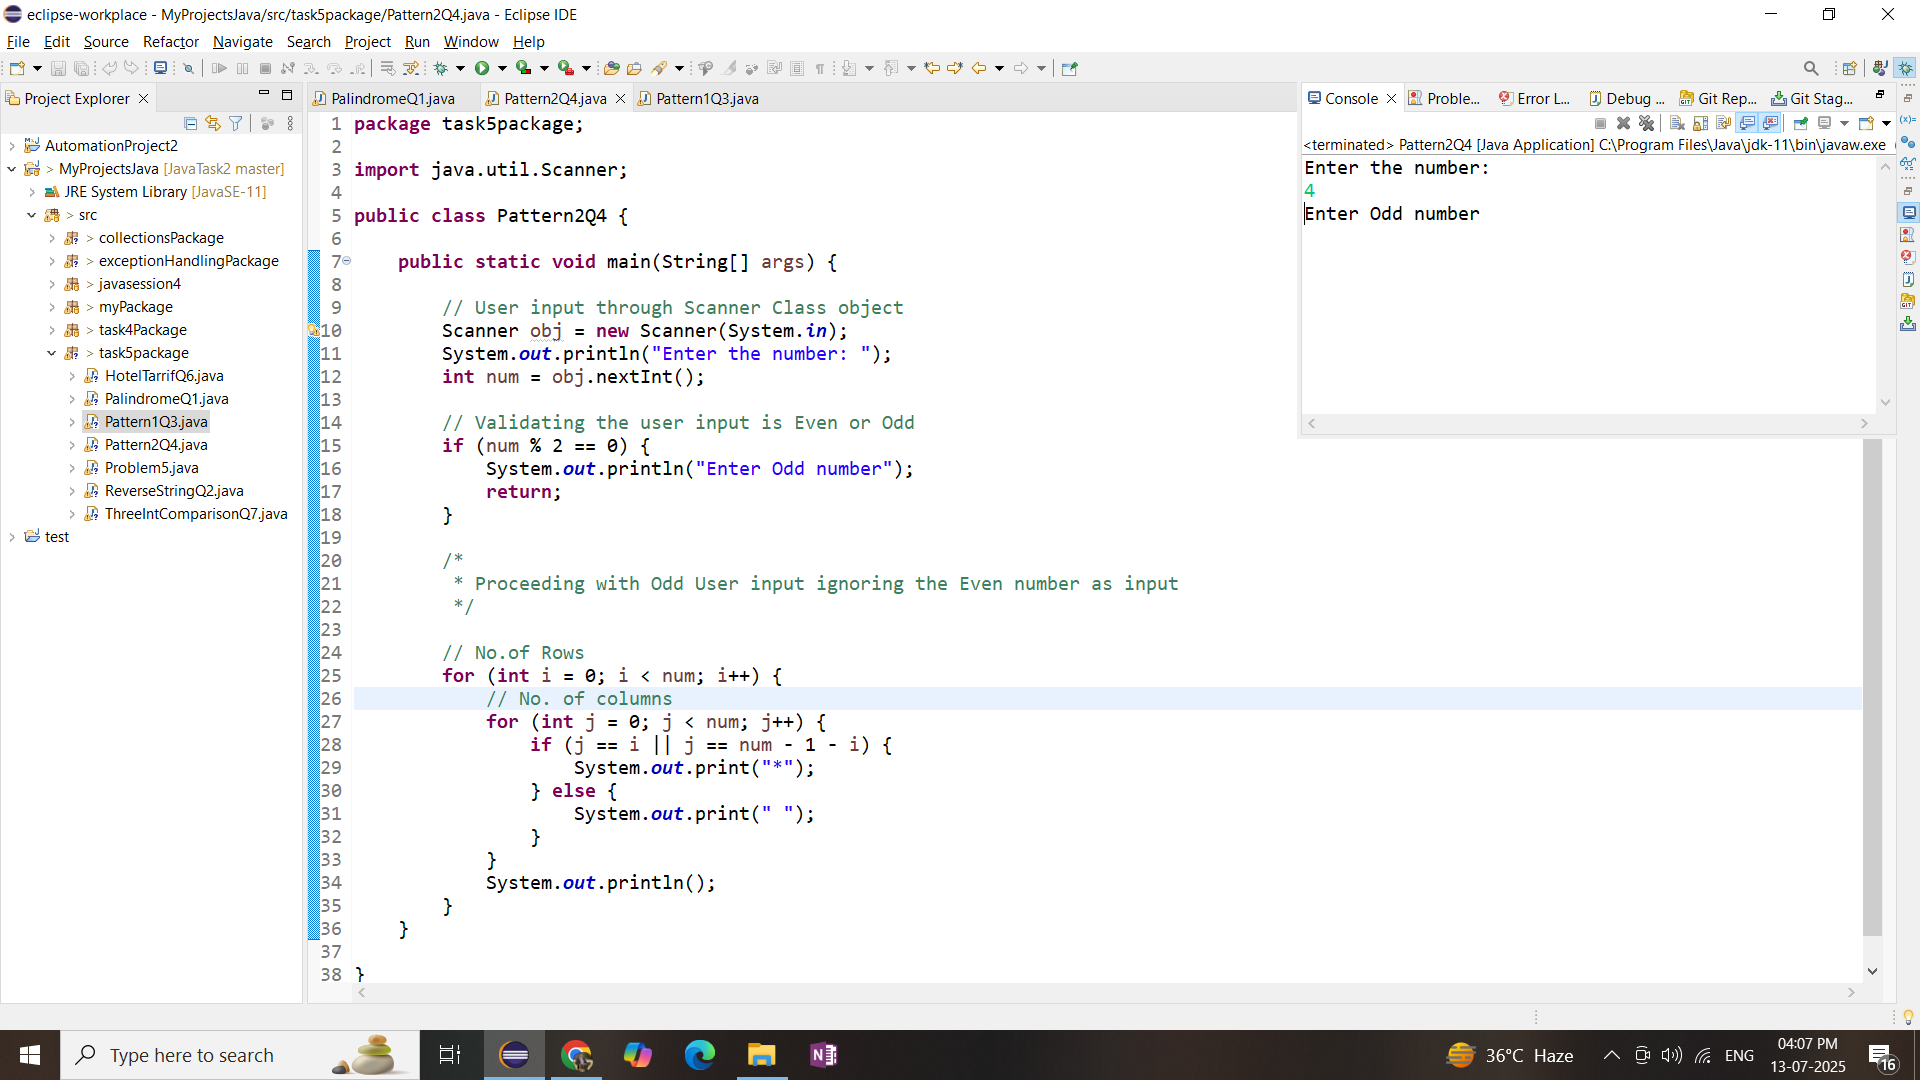 eclipse-workplace - MyProjectsJava/src/task5package/Pattern2Q4.java - Eclipse IDE
File Edit Source Refactor Navigate Search Project Run Window Help
Project Explorer
AutomationProject2
> MyProjectsJava [JavaTask2 master]
JRE System Library [JavaSE-11]
> src
> collectionsPackage
> exceptionHandlingPackage
> javasession4
> myPackage
> task4Package
> task5package
HotelTarrifQ6.java
PalindromeQ1.java
Pattern1Q3.java
Pattern2Q4.java
Problem5.java
ReverseStringQ2.java
ThreeIntComparisonQ7.java
test
PalindromeQ1.java Pattern2Q4.java Pattern1Q3.java
1 package task5package;
2
3 import java.util.Scanner;
4
5 public class Pattern2Q4 {
6
7 public static void main(String[] args) {
8
9 // User input through Scanner Class object
10 Scanner obj = new Scanner(System.in);
11 System.out.println("Enter the number: ");
12 int num = obj.nextInt();
13
14 // Validating the user input is Even or Odd
15 if (num % 2 == 0) {
16 System.out.println("Enter Odd number");
17 return;
18 }
19
20 /*
21 * Proceeding with Odd User input ignoring the Even number as input
22 */
23
24 // No.of Rows
25 for (int i = 0; i < num; i++) {
26 // No. of columns
27 for (int j = 0; j < num; j++) {
28 if (j == i || j == num - 1 - i) {
29 System.out.print("*");
30 } else {
31 System.out.print(" ");
32 }
33 }
34 System.out.println();
35 }
36 }
37
38 }
Console Proble... Error L... Debug ... Git Rep... Git Stag...
<terminated> Pattern2Q4 [Java Application] C:\Program Files\Java\jdk-11\bin\javaw.exe
Enter the number:
4
Enter Odd number
Type here to search
36°C Haze
ENG
04:07 PM
13-07-2025
16